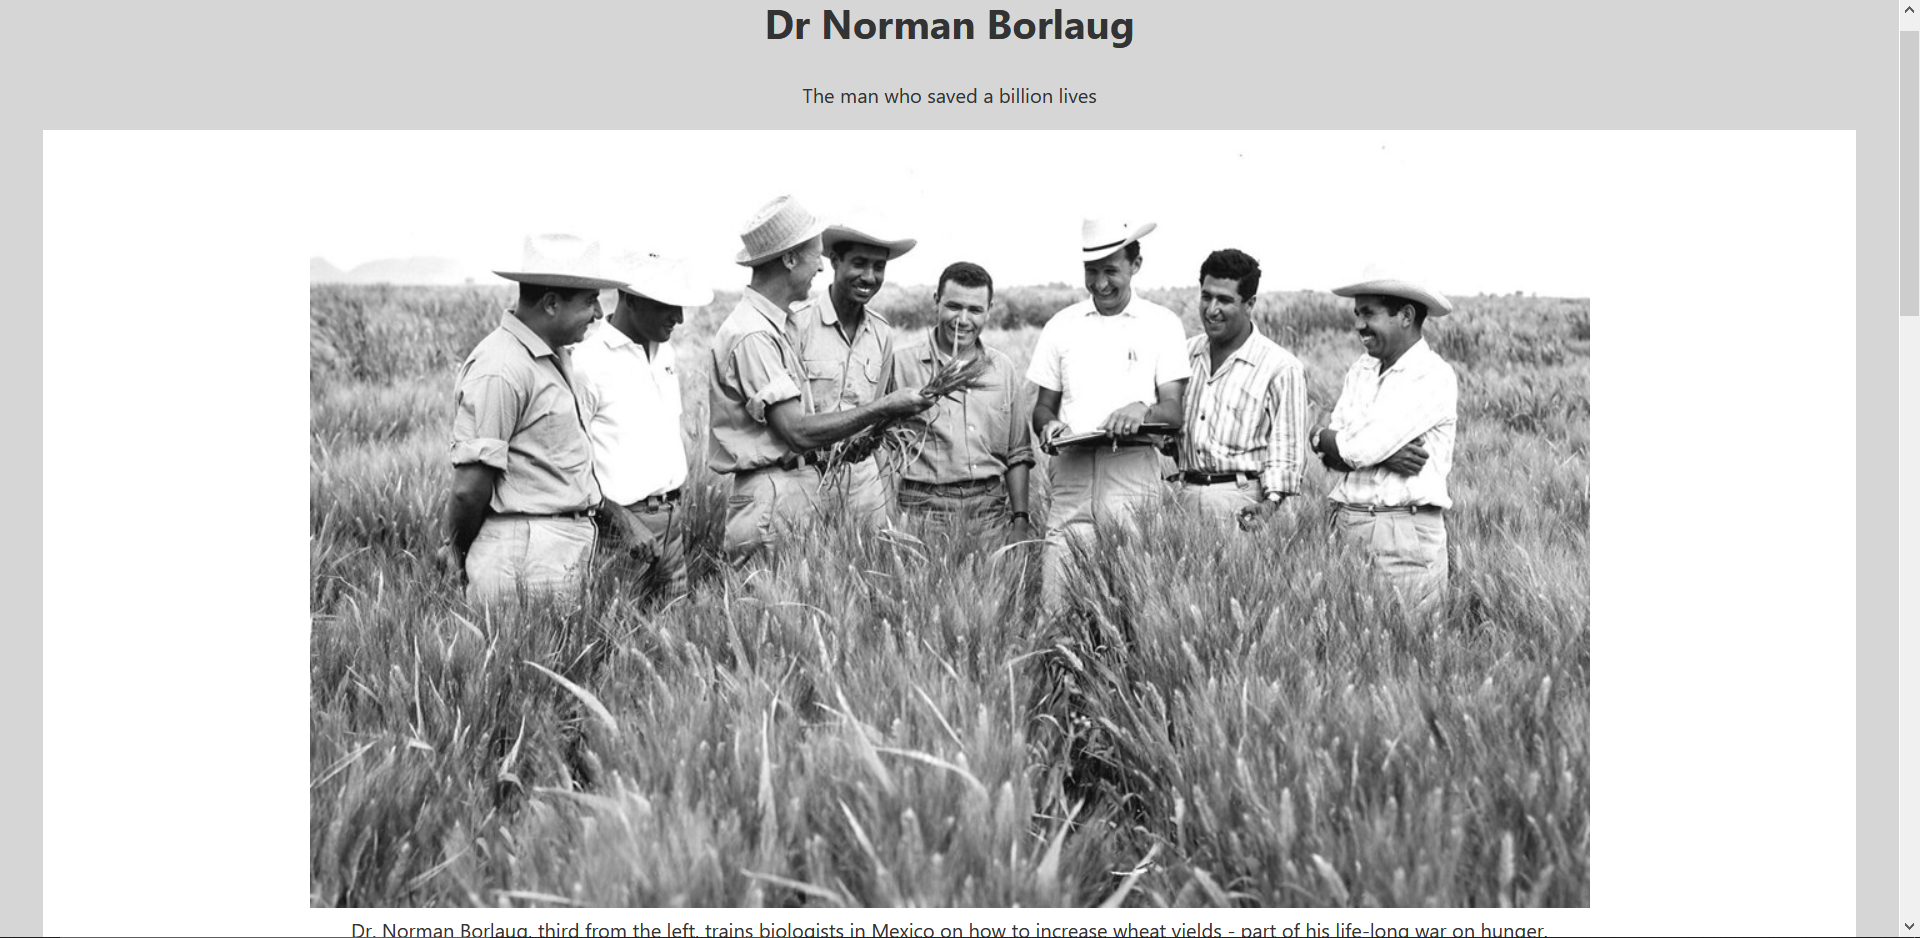 Dr Norman Borlaug
The man who saved a billion lives
Dr. Norman Borlaug, third from the left, trains biologists in Mexico on how to increase wheat yields - part of his life-long war on hunger.